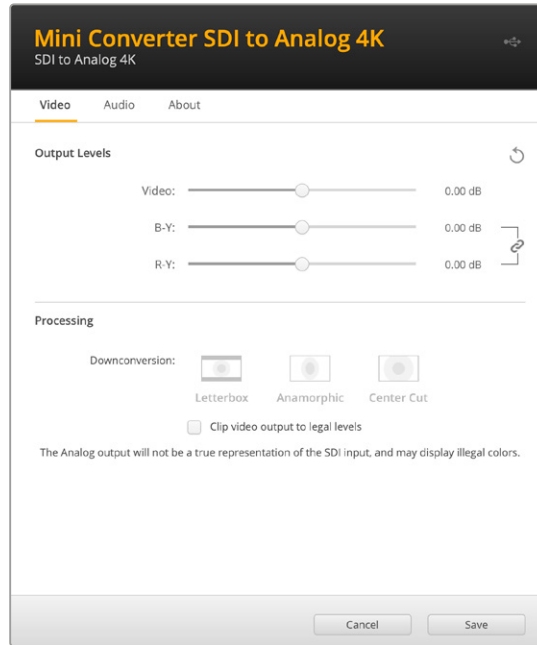 Mini Converter SDI to Analog 4K
SDI to Analog 4K
Video Audio About
Output Levels
Video: 0.00 dB
B-Y: 0.00 dB
R-Y: 0.00 dB
Processing
Downconversion:
Letterbox Anamorphic Center Cut
Clip video output to legal levels
The Analog output will not be a true representation of the SDI input, and may display illegal colors.
Cancel Save